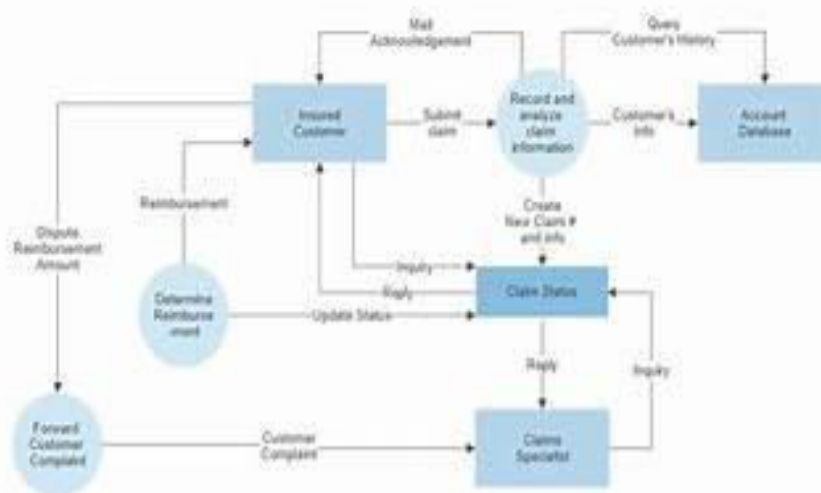 Mail
Acknowledgement
Query
Customer's History
Insured
Customer
Submit
claim
Record and
analyze
claim
information
Customer's
Info
Account
Database
Reimbursement
Create
New Claim #
and info
Dispute
Reimbursement
Amount
Inquiry
Reply
Claim Status
Determine
Reimburse
ment
Update Status
Reply
Inquiry
Forward
Customer
Complaint
Customer
Complaint
Claims
Specialist